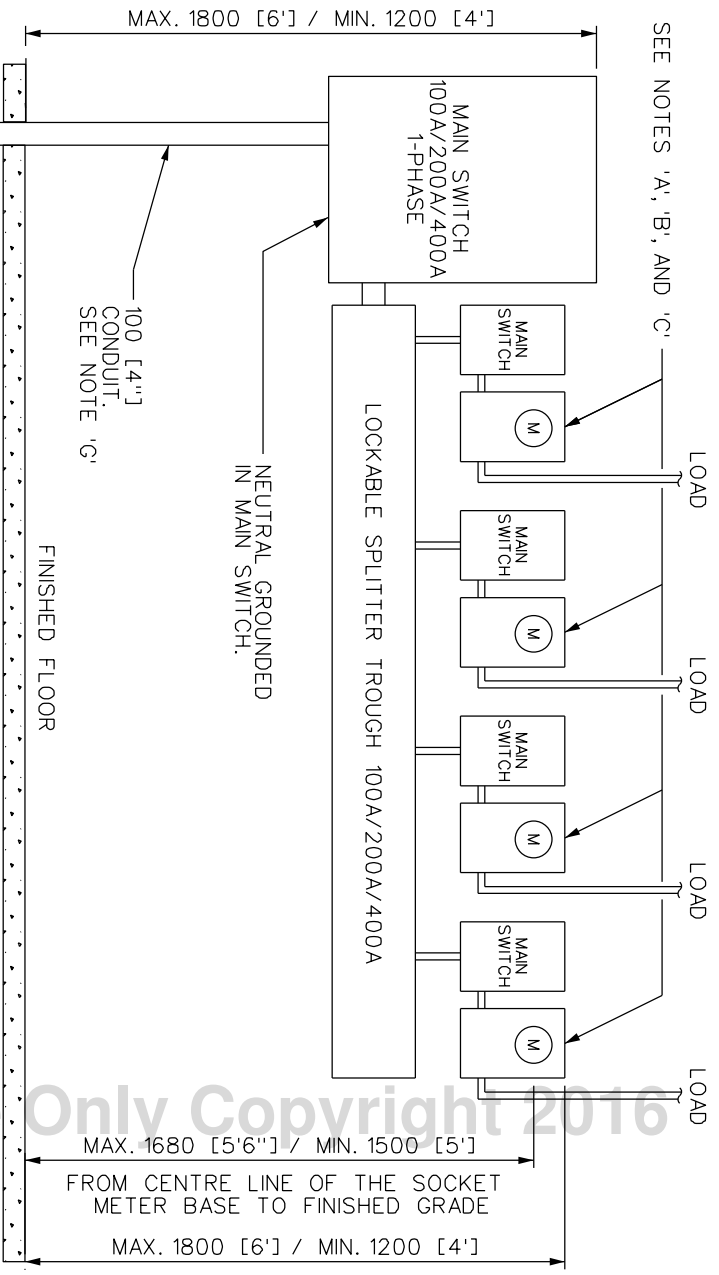 MAX. 1800 [6'] / MIN. 1200 [4']
SEE NOTES 'A', 'B', AND 'C'
MAIN SWITCH
100A/200A/400A
1-PHASE
LOAD
LOAD
LOAD
LOAD
MAIN
SWITCH
M
MAIN
SWITCH
M
MAIN
SWITCH
M
MAIN
SWITCH
M
LOCKABLE SPLITTER TROUGH 100A/200A/400A
NEUTRAL GROUNDED
IN MAIN SWITCH.
100 [4"]
CONDUIT.
SEE NOTE 'G'
FINISHED FLOOR
MAX. 1680 [5'6"] / MIN. 1500 [5']
FROM CENTRE LINE OF THE SOCKET
METER BASE TO FINISHED GRADE
MAX. 1800 [6'] / MIN. 1200 [4']
Only Copyright 2016